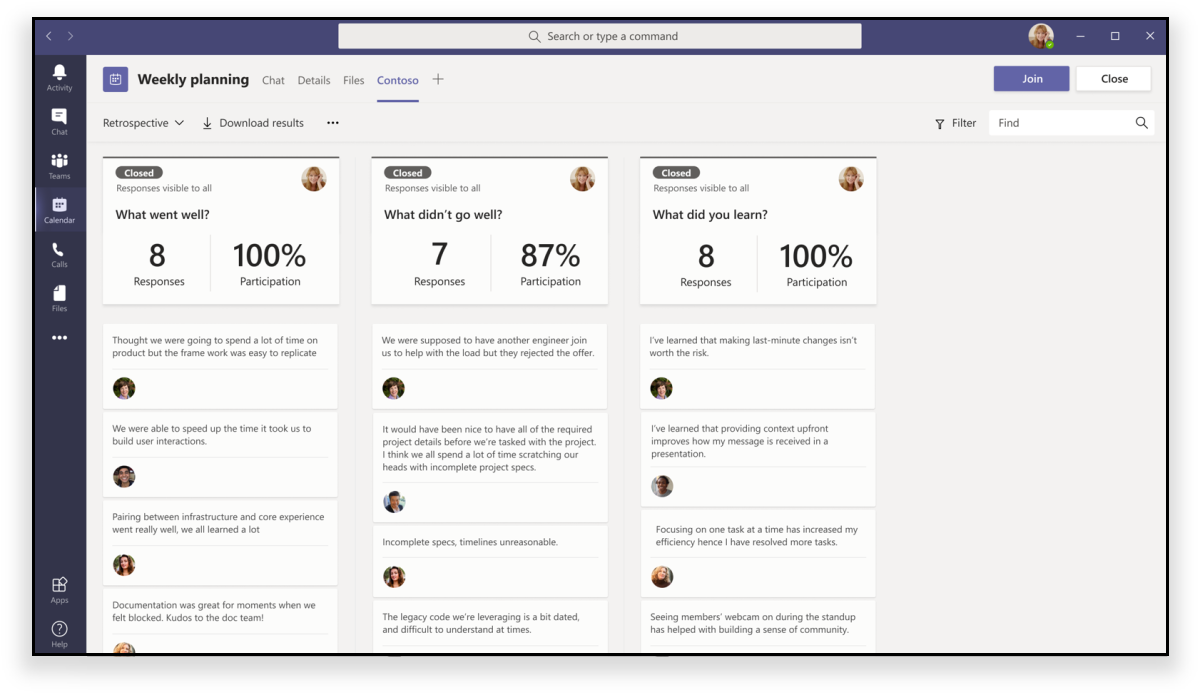 Search or type a command
Activity
Chat
Teams
Calendar
Calls
Files
Apps
Help
Weekly planning Chat Details Files Contoso
Join Close
Retrospective Download results
Filter Find
Closed
Responses visible to all
What went well?
8 100%
Responses Participation
Thought we were going to spend a lot of time on
product but the frame work was easy to replicate
We were able to speed up the time it took us to
build user interactions.
Pairing between infrastructure and core experience
went really well, we all learned a lot
Documentation was great for moments when we
felt blocked. Kudos to the doc team!
Closed
Responses visible to all
What didn't go well?
7 87%
Responses Participation
We were supposed to have another engineer join
us to help with the load but they rejected the offer.
It would have been nice to have all of the required
project details before we're tasked with the project.
I think we all spend a lot of time scratching our
heads with incomplete project specs.
Incomplete specs, timelines unreasonable.
The legacy code we're leveraging is a bit dated,
and difficult to understand at times.
Closed
Responses visible to all
What did you learn?
8 100%
Responses Participation
I've learned that making last-minute changes isn't
worth the risk.
I've learned that providing context upfront
improves how my message is received in a
presentation.
Focusing on one task at a time has increased my
efficiency hence I have resolved more tasks.
Seeing members' webcam on during the standup
has helped with building a sense of community.